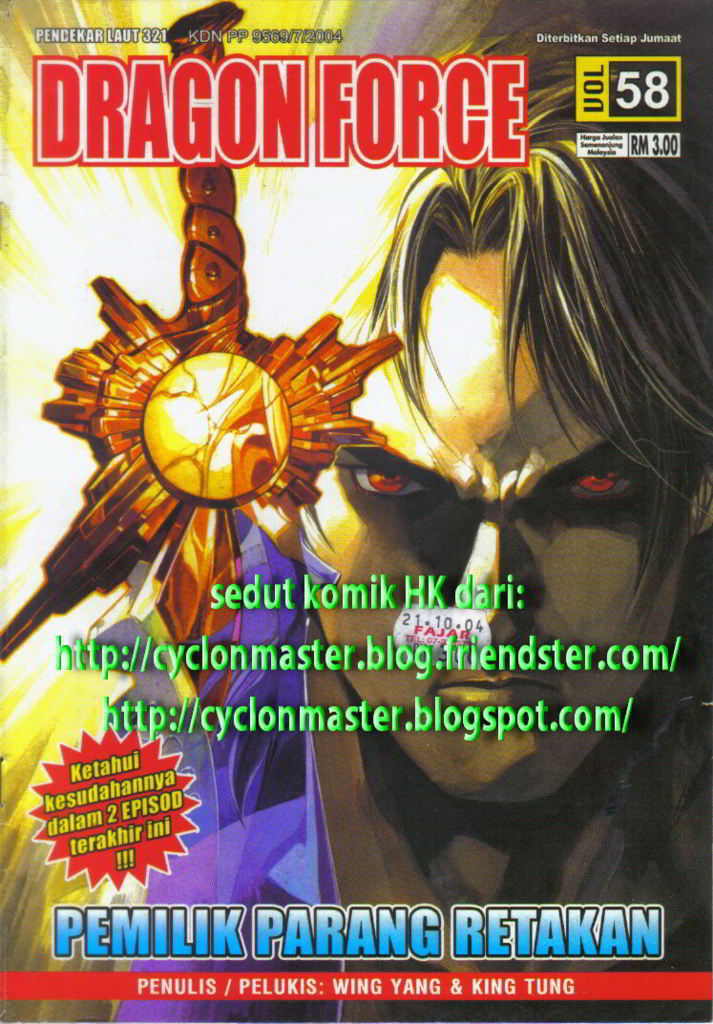 PENDEKAR LAUT 321 KDN PP 9569/7/2004
Diterbitkan Setiap Jumaat
DRAGON FORCE
VOL 58
Harga Jualan
Semenanjung
Malaysia
RM 3.00
sedut komik HK dari:
21.10.04
FAJAR
http://cyclonmaster.blog.friendster.com/
http://cyclonmaster.blogspot.com/
Ketahui
kesudahannya
dalam 2 EPISOD
terakhir ini
!!!
PEMILIK PARANG RETAKAN
PENULIS / PELUKIS: WING YANG & KING TUNG